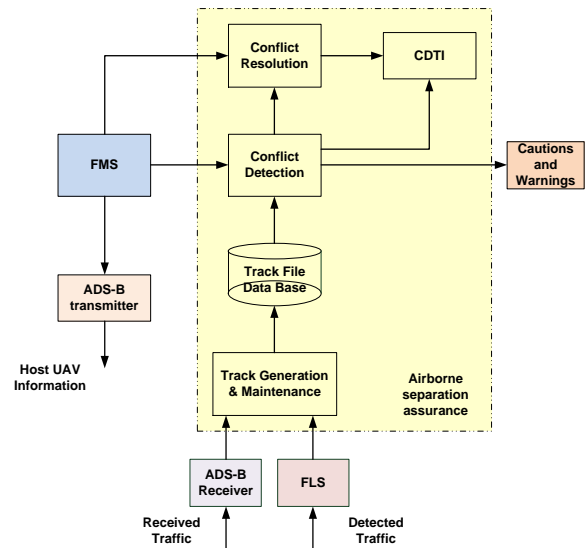 Conflict
Resolution
CDTI
FMS
Conflict
Detection
Cautions
and
Warnings
Track File
Data Base
ADS-B
transmitter
Host UAV
Information
Track Generation
& Maintenance
Airborne
separation
assurance
ADS-B
Receiver
FLS
Received
Traffic
Detected
Traffic